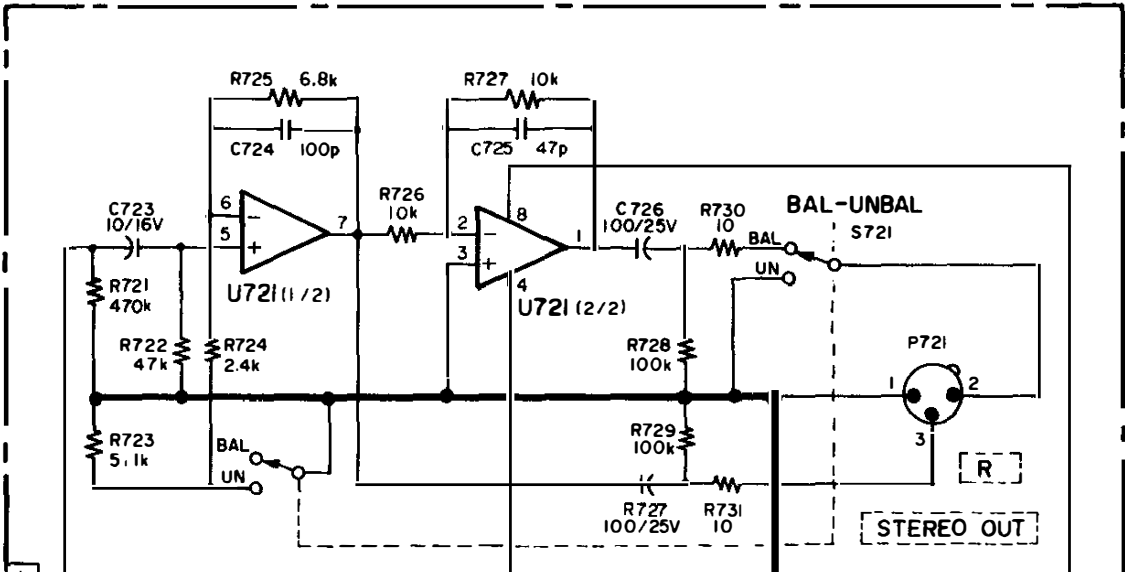 R725 6.8k
R727 10k
C724 100p
C725 47p
C723
10/16V
6
5
7
R726
10k
2
3
8
1
4
C726
100/25V
R730
10
BAL-UNBAL
S721
BAL
UN
R721
470k
U721(1/2)
U721(2/2)
R722
47k
R724
2.4k
R728
100k
P721
1
2
3
R723
5.1k
BAL
UN
R729
100k
R727
100/25V
R731
10
R
STEREO OUT